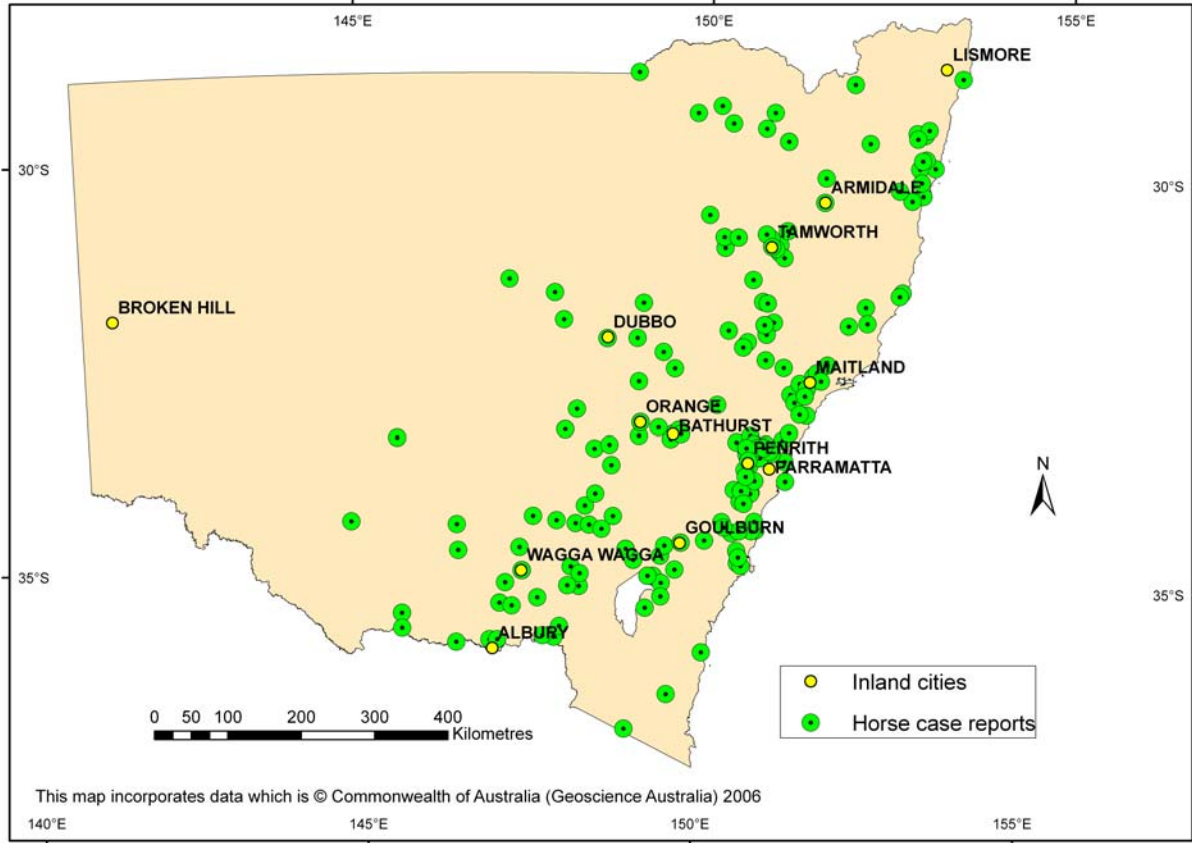 145°E 150°E 155°E
LISMORE
30°S 30°S
ARMIDALE
TAMWORTH
BROKEN HILL
DUBBO
MAITLAND
ORANGE
BATHURST
PENRITH
PARRAMATTA
N
GOULBURN
WAGGA WAGGA
35°S 35°S
ALBURY
Inland cities
Horse case reports
0 50 100 200 300 400
Kilometres
This map incorporates data which is © Commonwealth of Australia (Geoscience Australia) 2006
140°E 145°E 150°E 155°E